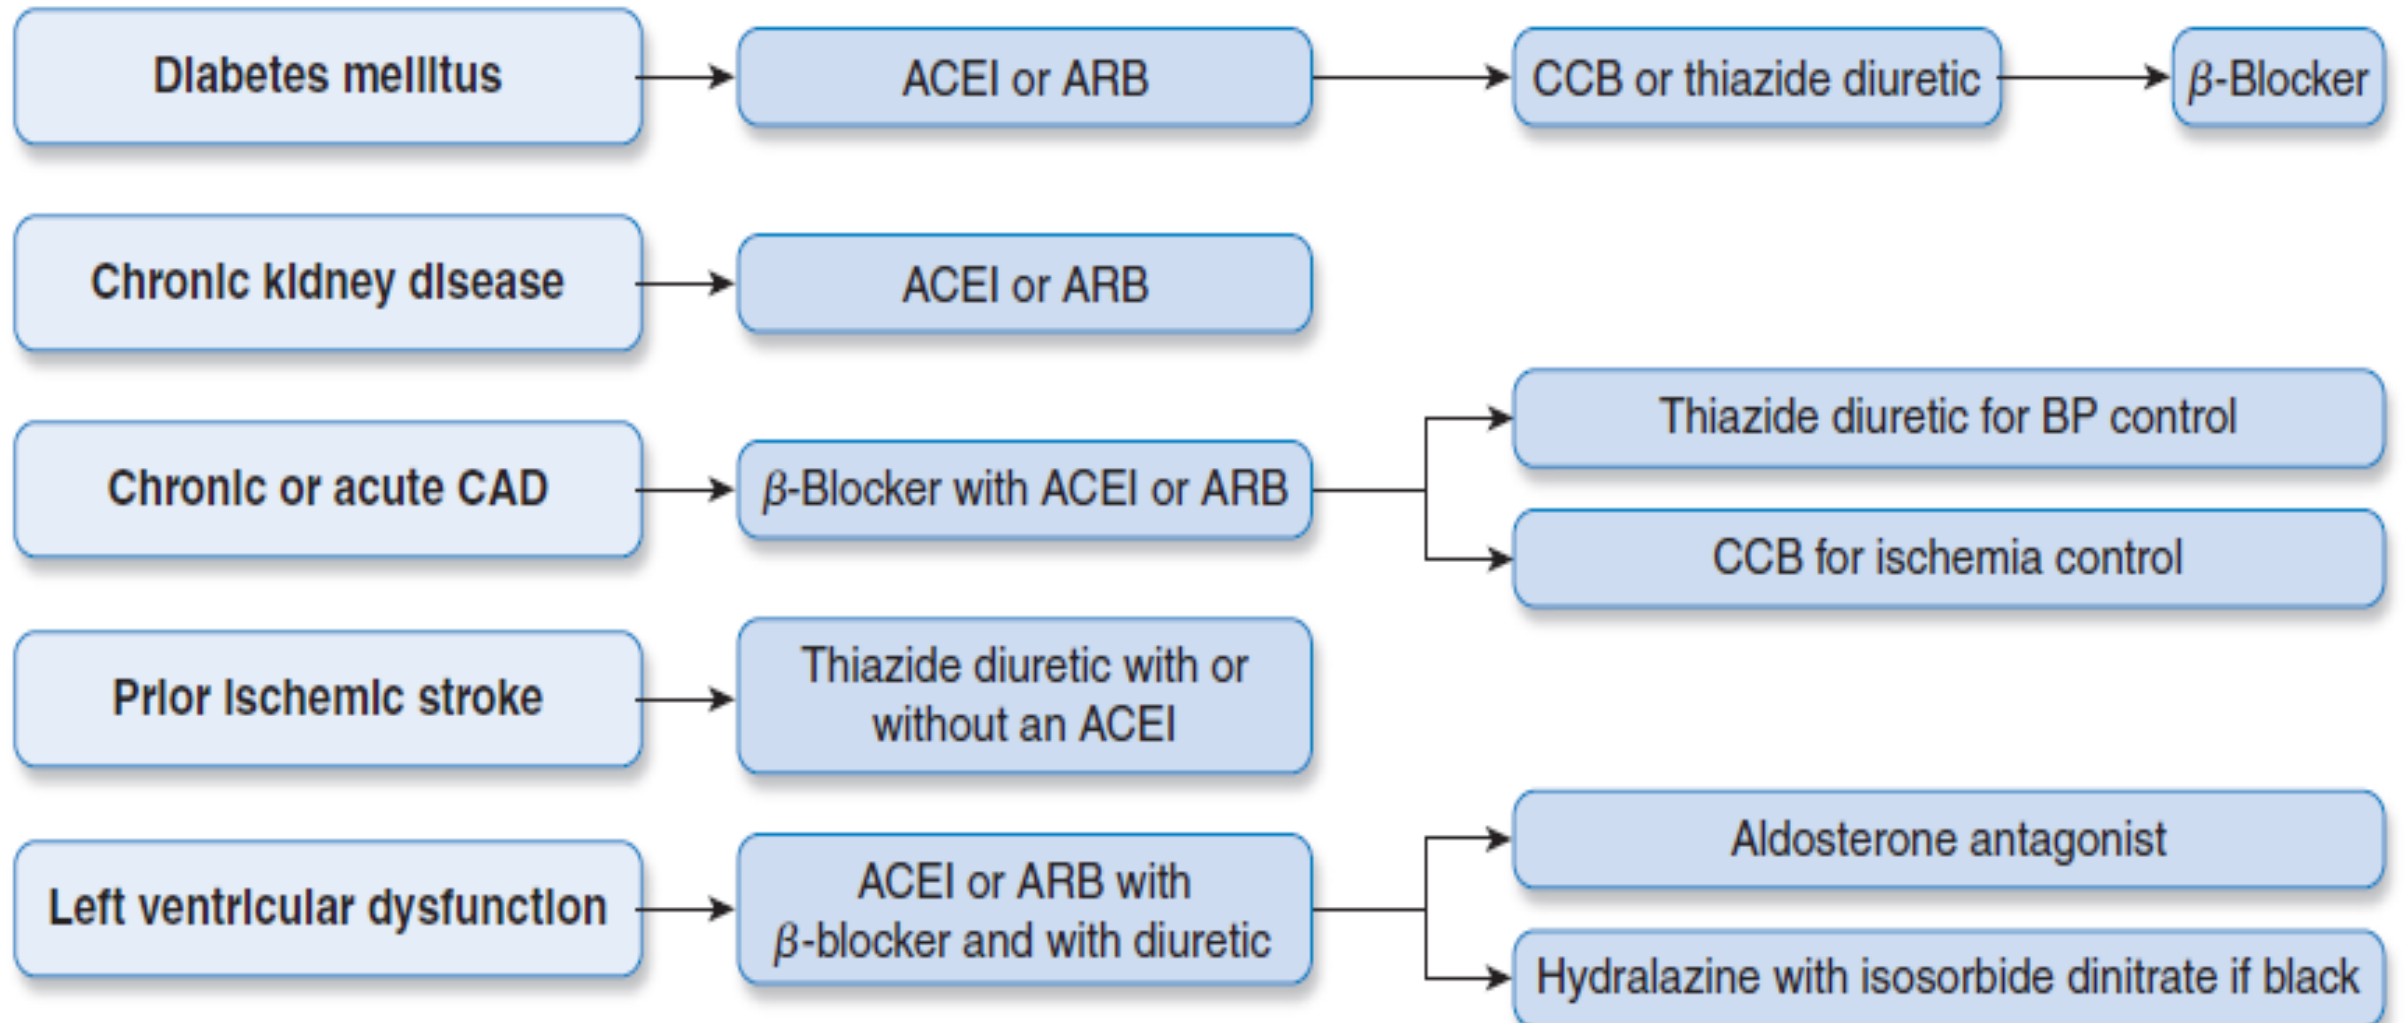 Diabetes mellitus
ACEI or ARB
CCB or thiazide diuretic
β-Blocker
Chronic kidney disease
ACEI or ARB
Chronic or acute CAD
β-Blocker with ACEI or ARB
Thiazide diuretic for BP control
CCB for ischemia control
Prior ischemic stroke
Thiazide diuretic with or
without an ACEI
Left ventricular dysfunction
ACEI or ARB with
β-blocker and with diuretic
Aldosterone antagonist
Hydralazine with isosorbide dinitrate if black